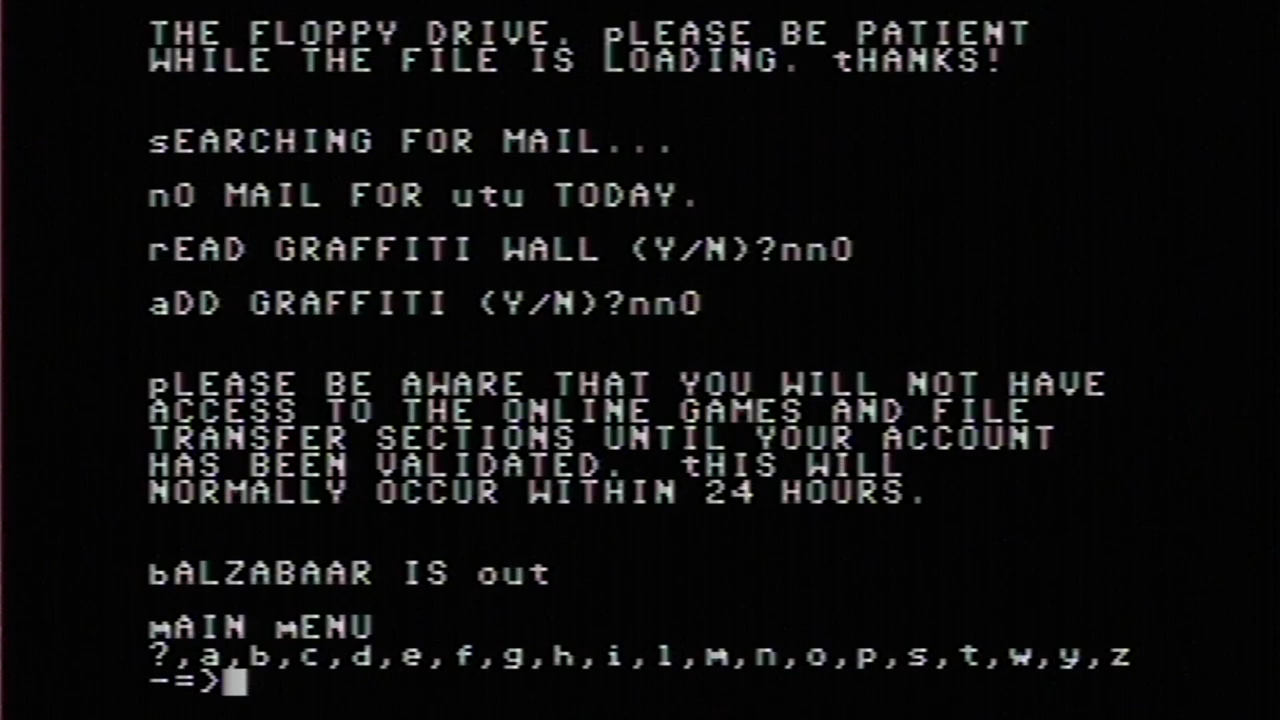 THE FLOPPY DRIVE. pLEASE BE PATIENT
WHILE THE FILE IS LOADING. tHANKS!
sEARCHING FOR MAIL...
nO MAIL FOR utu TODAY.
rEAD GRAFFITI WALL (Y/N)?nnO
aDD GRAFFITI (Y/N)?nnO
pLEASE BE AWARE THAT YOU WILL NOT HAVE
ACCESS TO THE ONLINE GAMES AND FILE
TRANSFER SECTIONS UNTIL YOUR ACCOUNT
HAS BEEN VALIDATED.  tHIS WILL
NORMALLY OCCUR WITHIN 24 HOURS.
bALZABAAR IS out
mAIN mENU
?,a,b,c,d,e,f,g,h,i,l,m,n,o,p,s,t,w,y,z
-=>